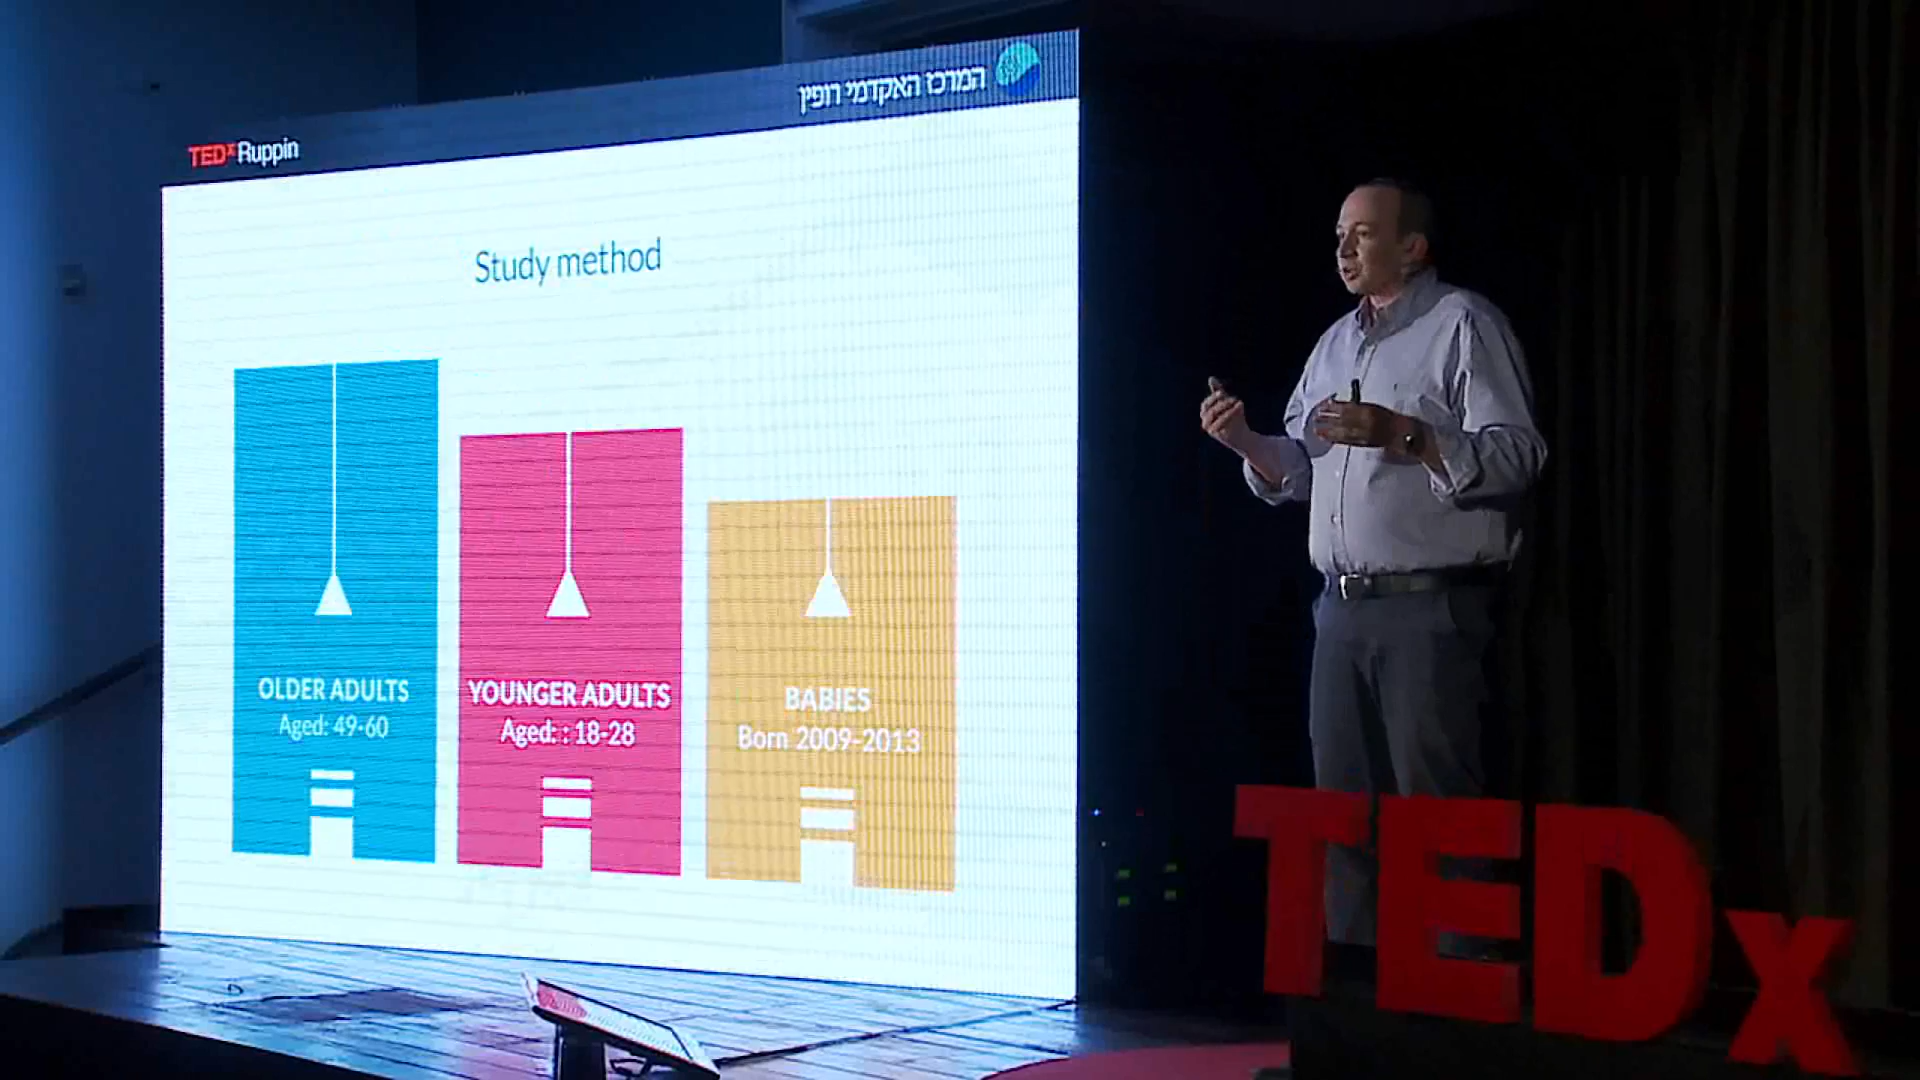 המרכז האקדמי רופין
TEDxRuppin
Study method
OLDER ADULTS
Aged: 49-60
YOUNGER ADULTS
Aged: : 18-28
BABIES
Born 2009-2013
TEDx